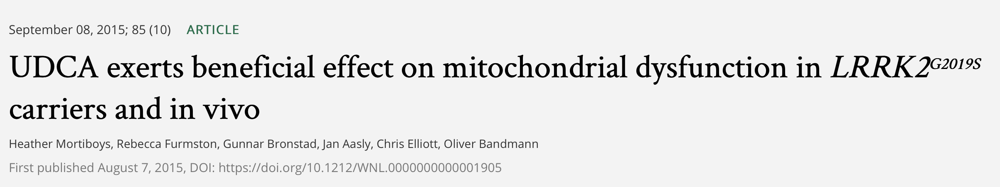 September 08, 2015; 85 (10) ARTICLE
UDCA exerts beneficial effect on mitochondrial dysfunction in LRRK2G2019S
carriers and in vivo
Heather Mortiboys, Rebecca Furmston, Gunnar Bronstad, Jan Aasly, Chris Elliott, Oliver Bandmann
First published August 7, 2015, DOI: https://doi.org/10.1212/WNL.0000000000001905